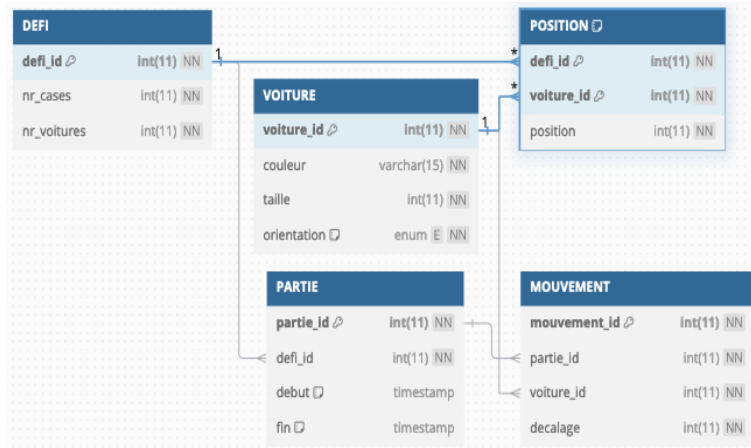 DEFI
defi_id int(11) NN
nr_cases int(11) NN
nr_voitures int(11) NN
1
VOITURE
voiture_id int(11) NN
couleur varchar(15) NN
taille int(11) NN
orientation enum E NN
1
POSITION
* defi_id int(11) NN
* voiture_id int(11) NN
position int(11) NN
PARTIE
partie_id int(11) NN
defi_id int(11) NN
debut timestamp
fin timestamp
MOUVEMENT
mouvement_id int(11) NN
partie_id int(11) NN
voiture_id int(11) NN
decalage int(11) NN